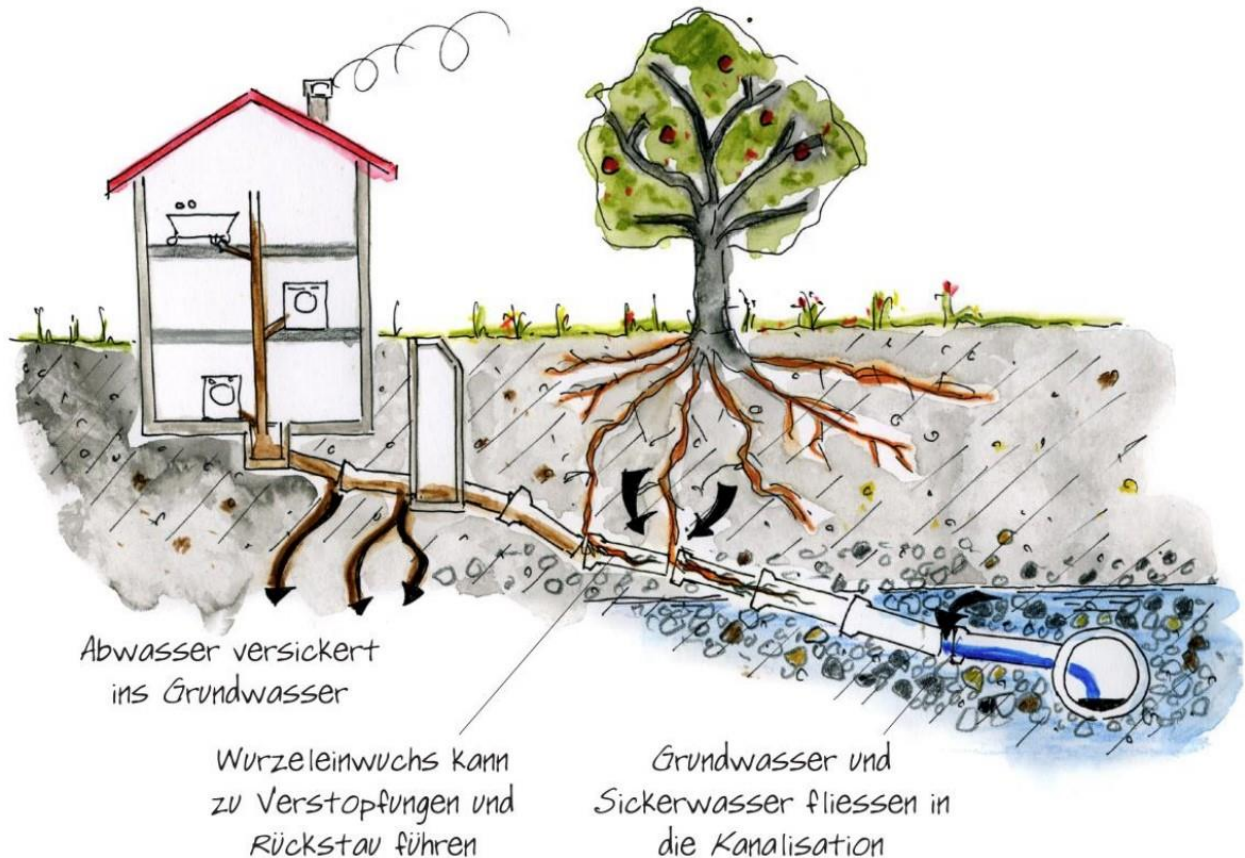 Abwasser versickert
ins Grundwasser
Wurzeleinwuchs kann
zu Verstopfungen und
Rückstau führen
Grundwasser und
Sickerwasser fliessen in
die Kanalisation